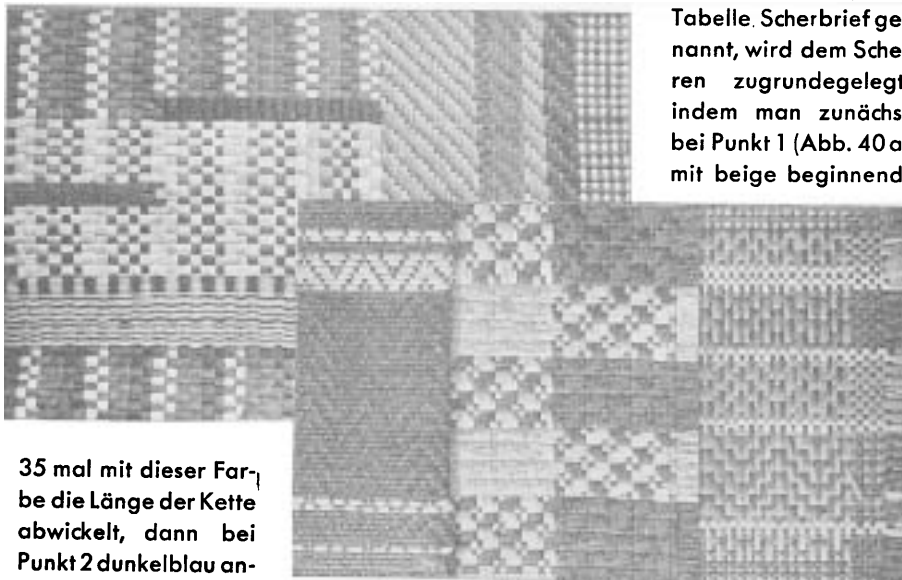 Tabelle. Scherbrief ge
nannt, wird dem Sche
ren zugrundegelegt
indem man zunächs
bei Punkt 1 (Abb. 40 a
mit beige beginnend
35 mal mit dieser Far-
be die Länge der Kette
abwickelt, dann bei
Punkt 2 dunkelblau an-